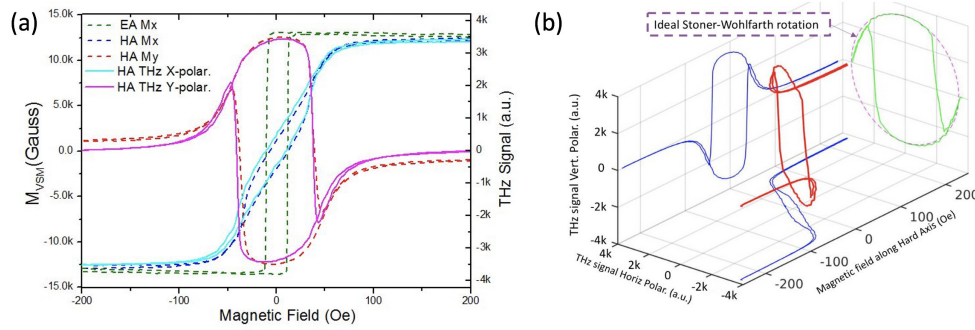 (a)
EA Mx
HA Mx
HA My
HA THz X-polar.
HA THz Y-polar.
15.0k
10.0k
5.0k
0.0
-5.0k
-10.0k
-15.0k
M_VSM (Gauss)
4k
3k
2k
1k
0
1k
-2k
-3k
-4k
THz Signal (a.u.)
-200
-100
0
100
200
Magnetic Field (Oe)
(b)
Ideal Stoner-Wohlfarth rotation
4k
2k
0
-2k
-4k
THz signal Vert. Polar. (a.u.)
4k
2k
0
-2k
-4k
THz signal Horiz Polar. (a.u.)
-200
-100
0
100
200
Magnetic field along Hard Axis (Oe)